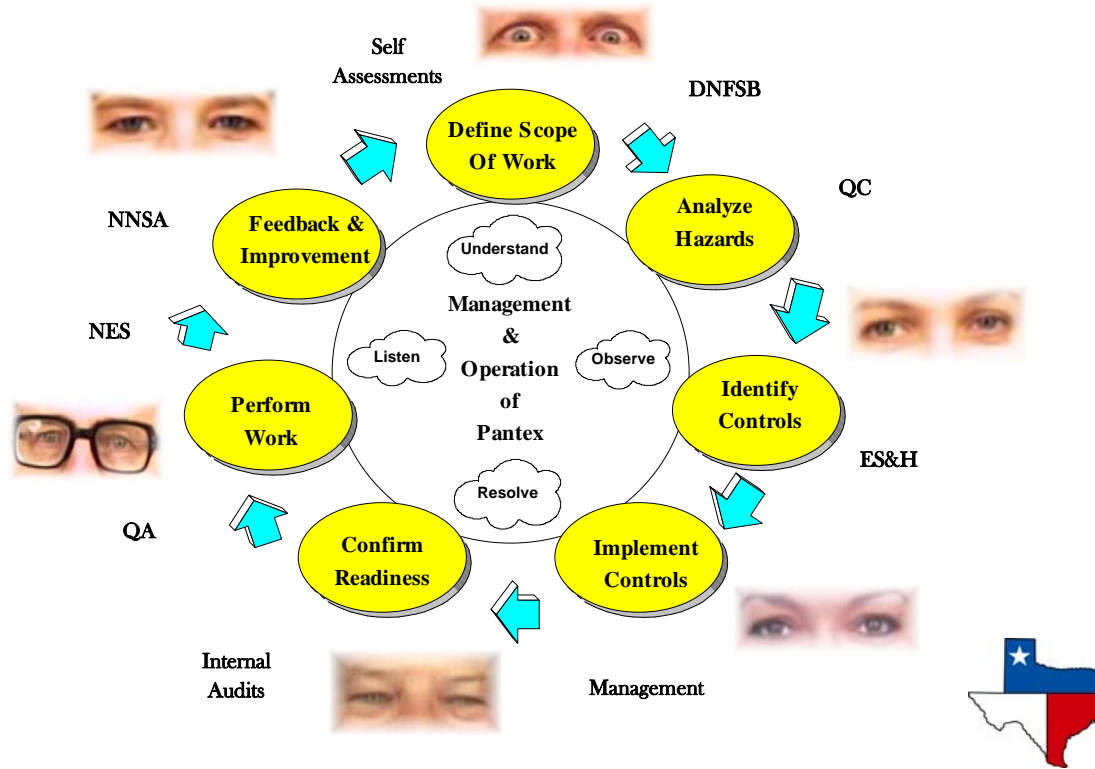 Self
Assessments
DNFSB
Define Scope
Of Work
QC
Analyze
Hazards
NNSA
Feedback &
Improvement
Understand
Management
&
Operation
of
Pantex
Listen
Observe
NES
Perform
Work
Identify
Controls
ES&H
Resolve
QA
Confirm
Readiness
Implement
Controls
Internal
Audits
Management